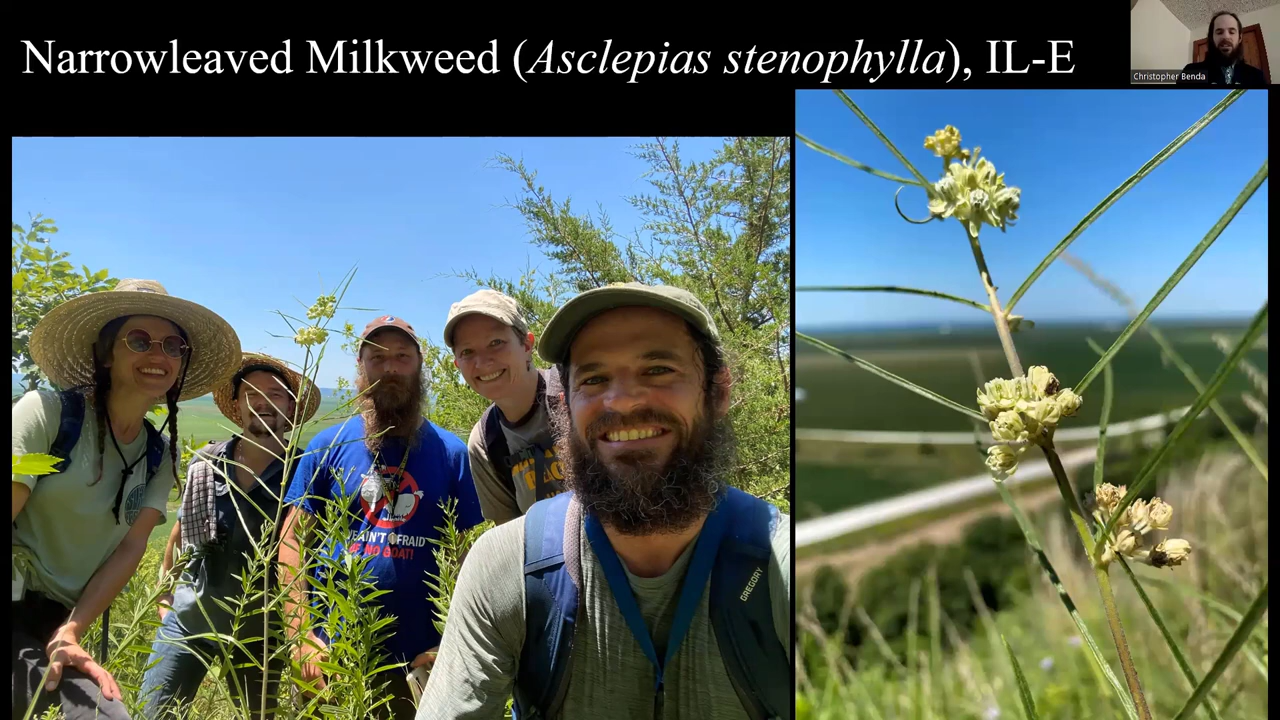 Narrowleaved Milkweed (Asclepias stenophylla), IL-E
Christopher Benda
AIN'T AFRAID
NO GOAT!
GREGORY